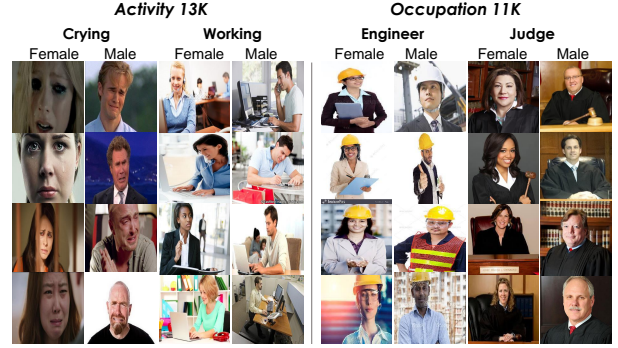 Activity 13K
Occupation 11K
Crying
Working
Engineer
Judge
Female
Male
Female
Male
Female
Male
Female
Male